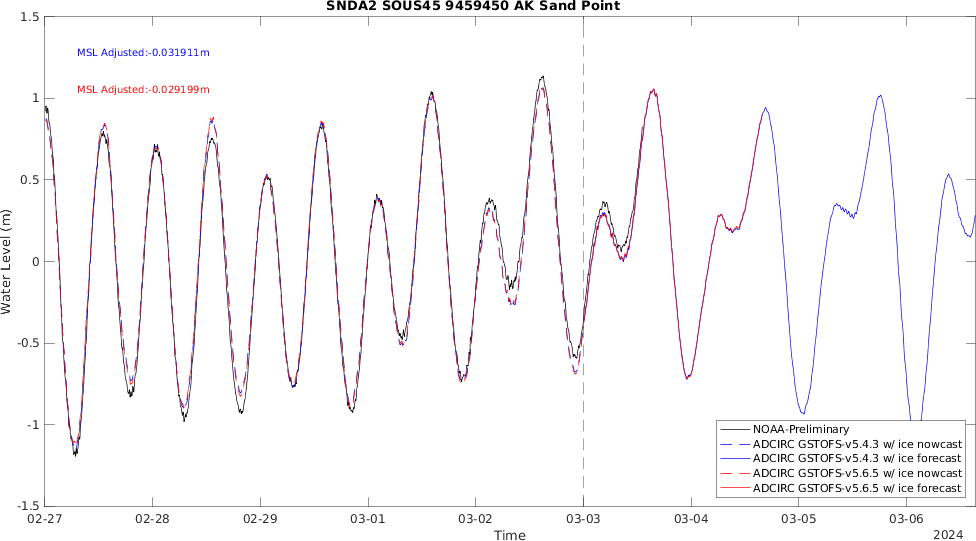 SNDA2 SOUS45 9459450 AK Sand Point
MSL Adjusted:-0.031911m
MSL Adjusted:-0.029199m
Water Level (m)
1.5
1
0.5
0
-0.5
-1
-1.5
NOAA-Preliminary
ADCIRC GSTOFS-v5.4.3 w/ ice nowcast
ADCIRC GSTOFS-v5.4.3 w/ ice forecast
ADCIRC GSTOFS-v5.6.5 w/ ice nowcast
ADCIRC GSTOFS-v5.6.5 w/ ice forecast
02-27 02-28 02-29 03-01 03-02 03-03 03-04 03-05 03-06
Time
2024